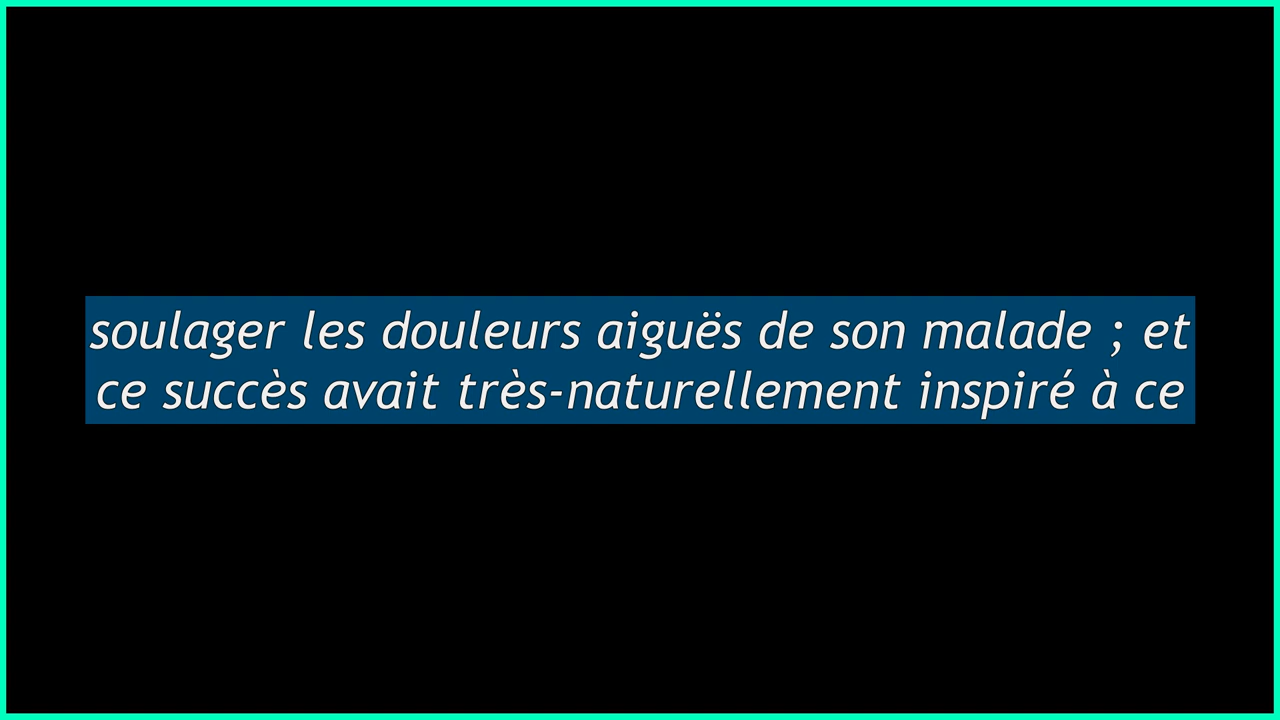 soulager les douleurs aiguës de son malade ; et
ce succès avait très-naturellement inspiré à ce